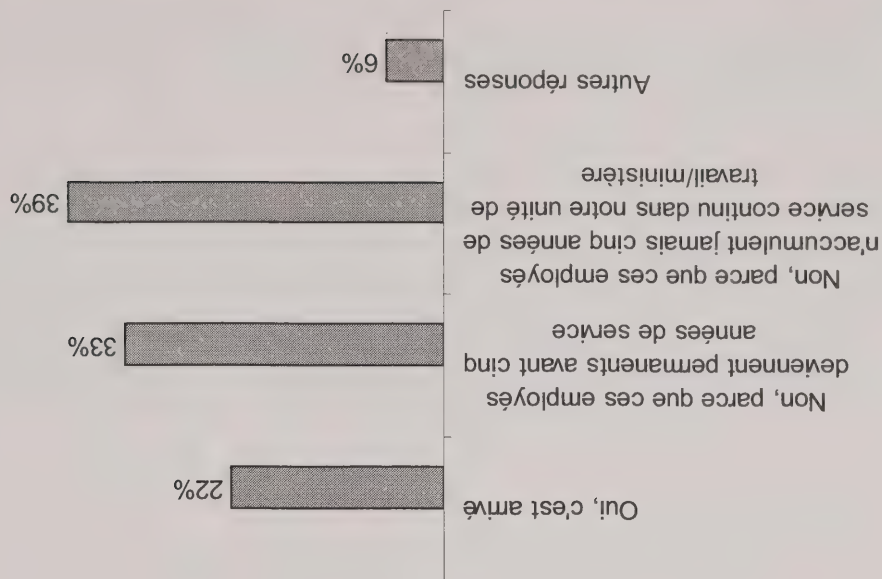 Oui, c'est arrivé
22%
Non, parce que ces employés
deviennent permanents avant cinq
années de service
33%
Non, parce que ces employés
n'accumulent jamais cinq années de
service continu dans notre unité de
travail/ministère
39%
Autres réponses
6%